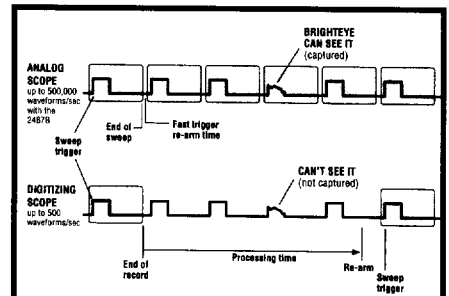 BRIGHTEYE
CAN SEE IT
(captured)
ANALOG
SCOPE
up to 500,000
waveforms/sec
with the
2467B
End of
sweep
Fast trigger
re-arm time
Sweep
trigger
CAN'T SEE IT
(not captured)
DIGITIZING
SCOPE
up to 500
waveforms/sec
Processing time
End of
record
Re-arm
Sweep
trigger